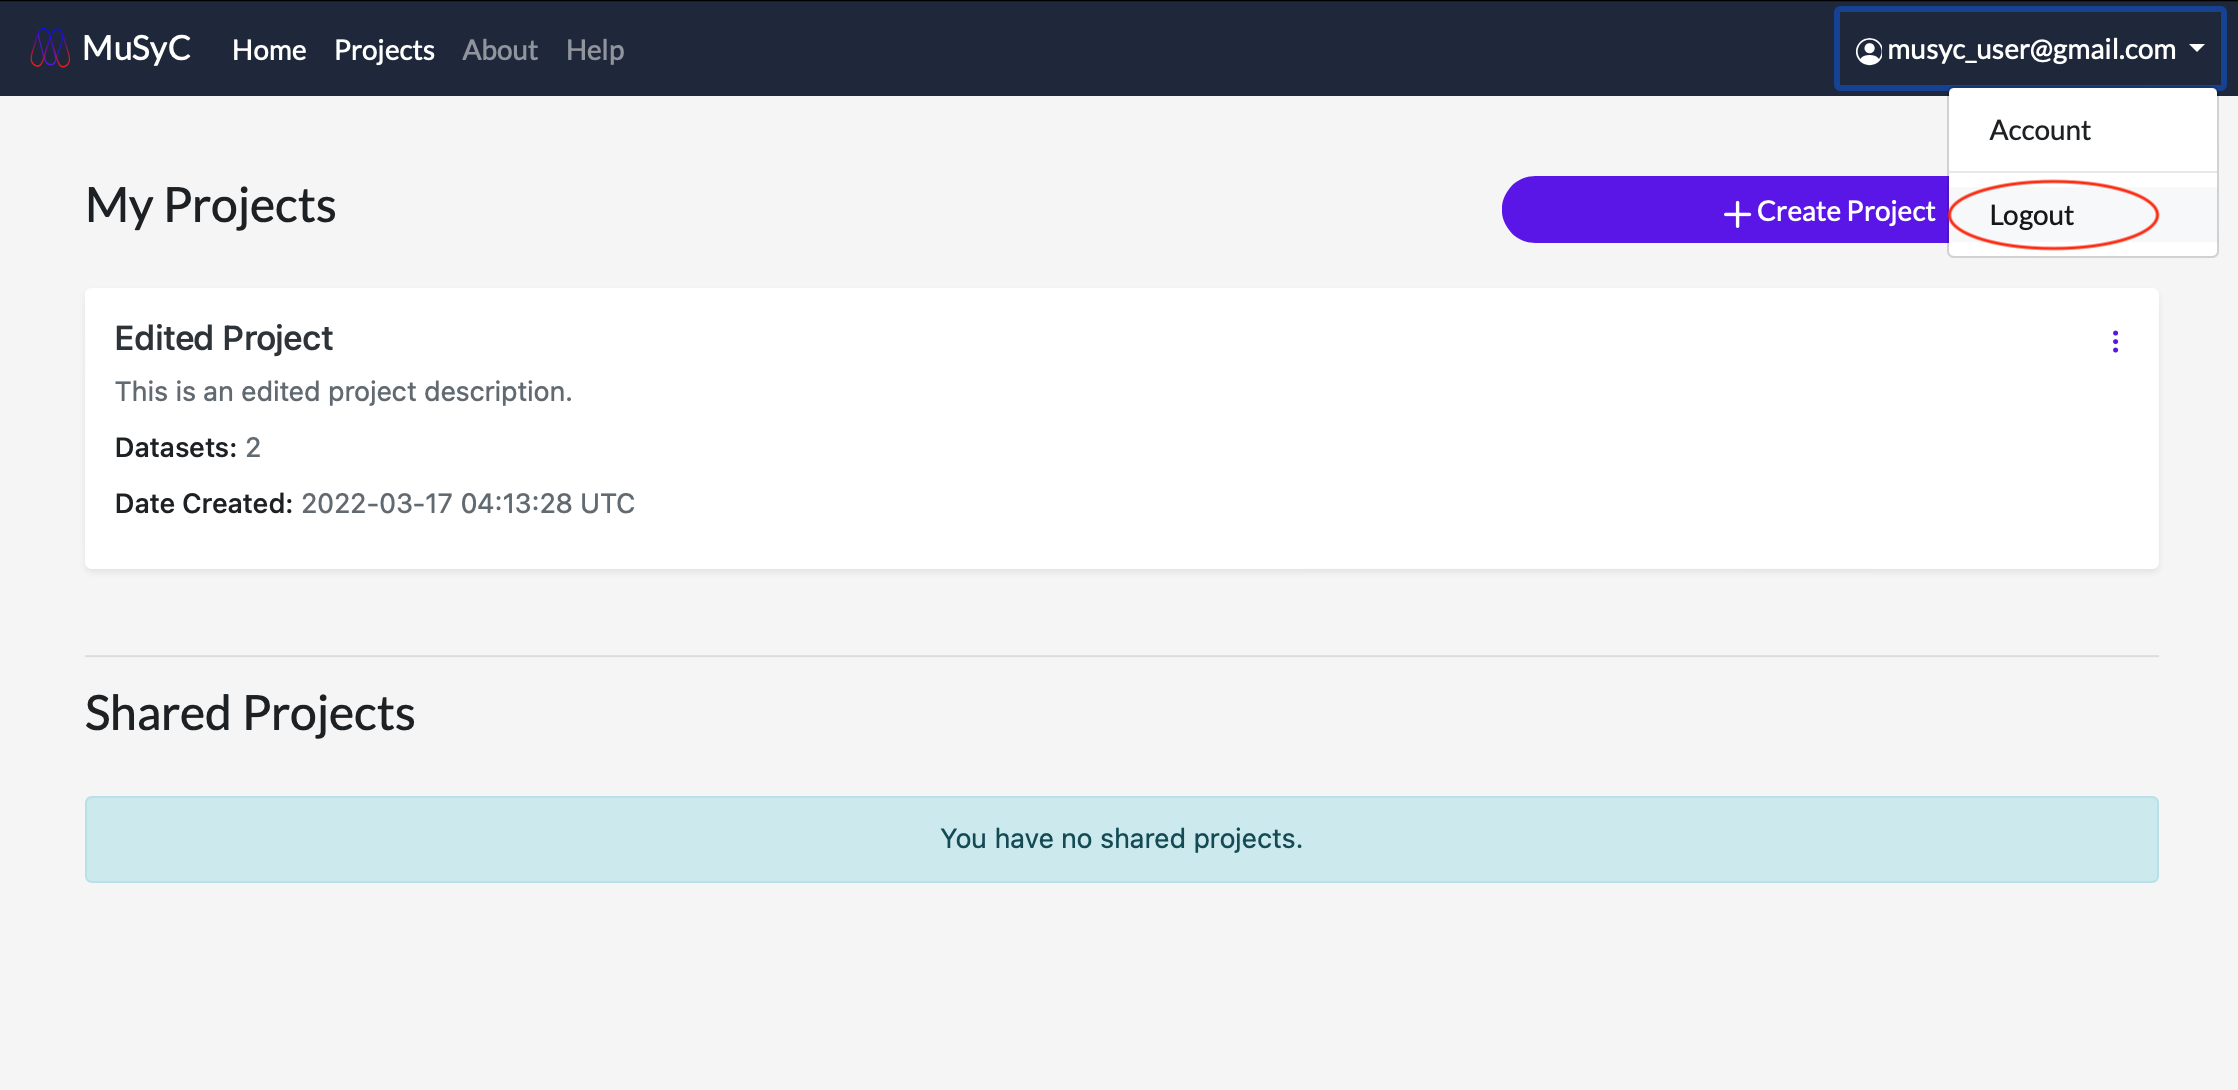 MuSyC Home Projects About Help musyc_user@gmail.com
Account
Logout
My Projects
Create Project
Edited Project
This is an edited project description.
Datasets: 2
Date Created: 2022-03-17 04:13:28 UTC
Shared Projects
You have no shared projects.